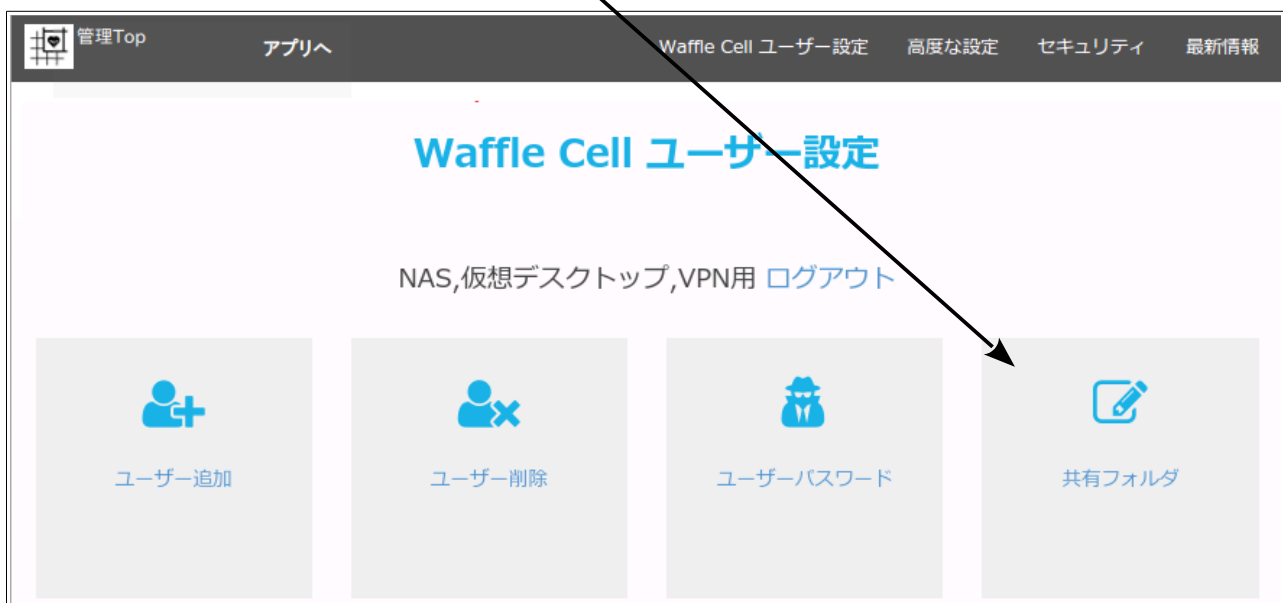 管理Top アプリへ Waffle Cell ユーザー設定 高度な設定 セキュリティ 最新情報
Waffle Cell ユーザー設定
NAS,仮想デスクトップ,VPN用 ログアウト
ユーザー追加 ユーザー削除 ユーザーパスワード 共有フォルダ